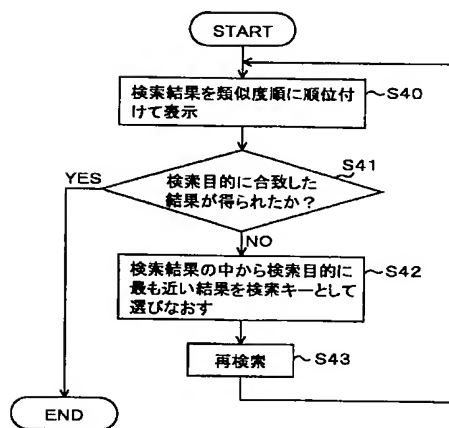 START
検索結果を類似度順に順位付
けて表示
S40
S41
YES
検索目的に合致した
結果が得られたか?
NO
検索結果の中から検索目的に
最も近い結果を検索キーとして
選びなおす
S42
再検索
S43
END